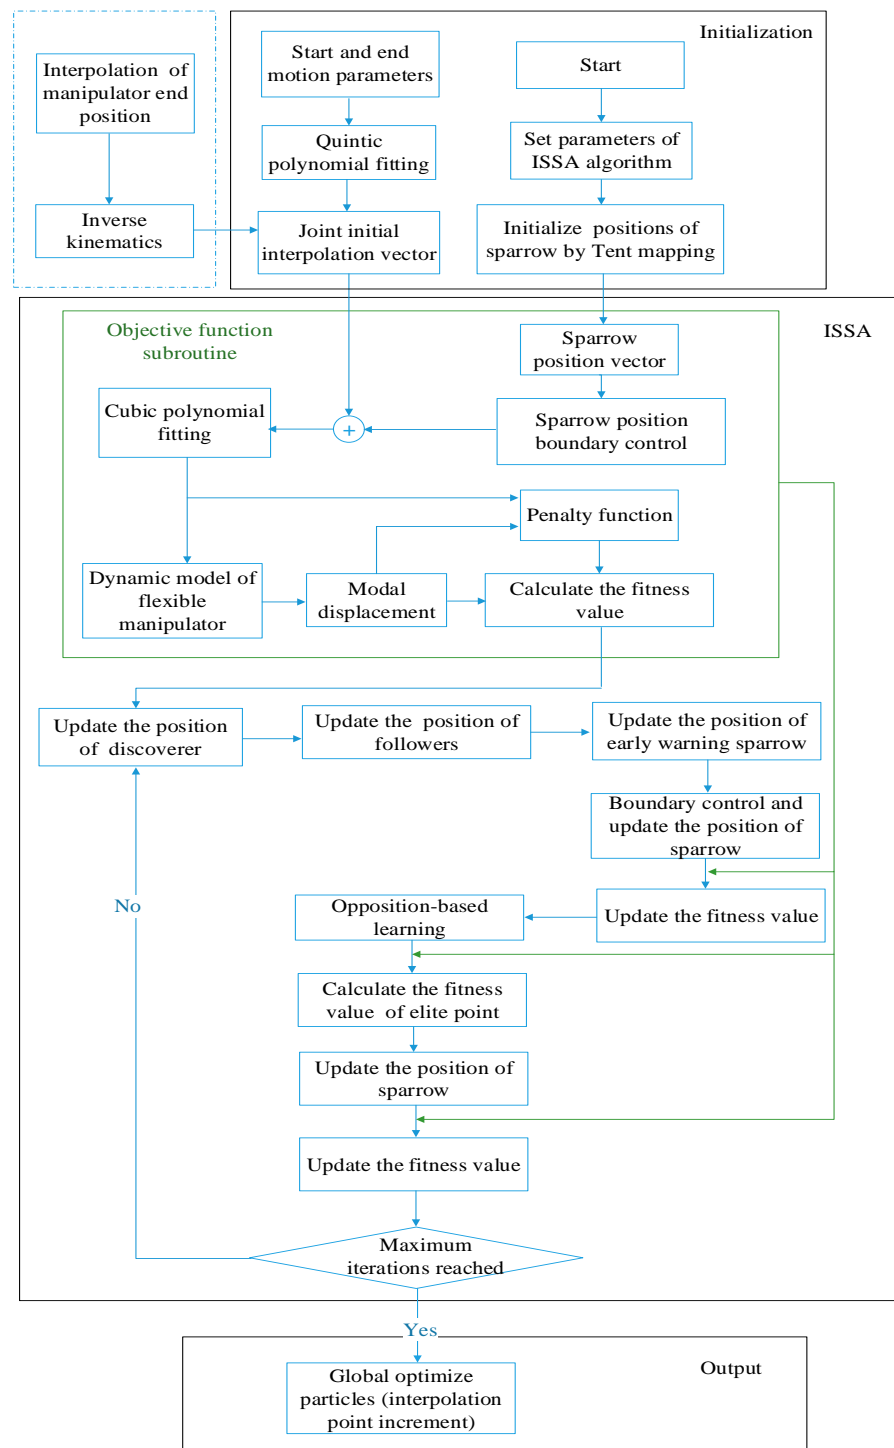 Initialization
Interpolation of
manipulator end
position
Inverse
kinematics
Start and end
motion parameters
Quintic
polynomial fitting
Joint initial
interpolation vector
Start
Set parameters of
ISSA algorithm
Initialize positions of
sparrow by Tent mapping
ISSA
Objective function
subroutine
Sparrow
position vector
Sparrow position
boundary control
+
Cubic polynomial
fitting
Penalty function
Dynamic model of
flexible
manipulator
Modal
displacement
Calculate the fitness
value
Update the position
of discoverer
Update the position of
followers
Update the position of
early warning sparrow
Boundary control and
update the position of
sparrow
Update the fitness value
Opposition-based
learning
Calculate the fitness
value of elite point
Update the position of
sparrow
Update the fitness value
Maximum
iterations reached
No
Yes
Output
Global optimize
particles (interpolation
point increment)